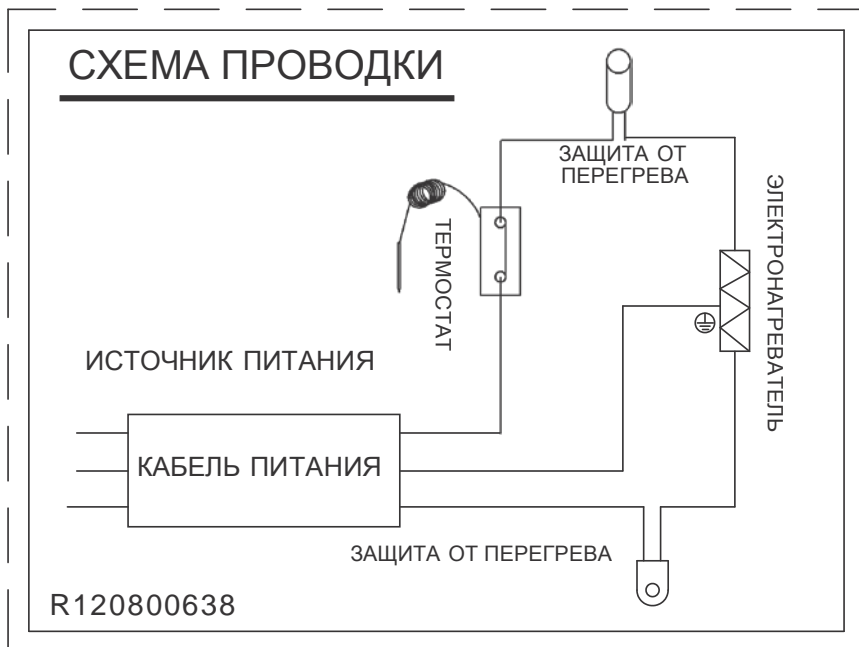 СХЕМА ПРОВОДКИ
ЗАЩИТА ОТ
ПЕРЕГРЕВА
ЭЛЕКТРОНАГРЕВАТЕЛЬ
ТЕРМОСТАТ
ИСТОЧНИК ПИТАНИЯ
КАБЕЛЬ ПИТАНИЯ
ЗАЩИТА ОТ ПЕРЕГРЕВА
R120800638